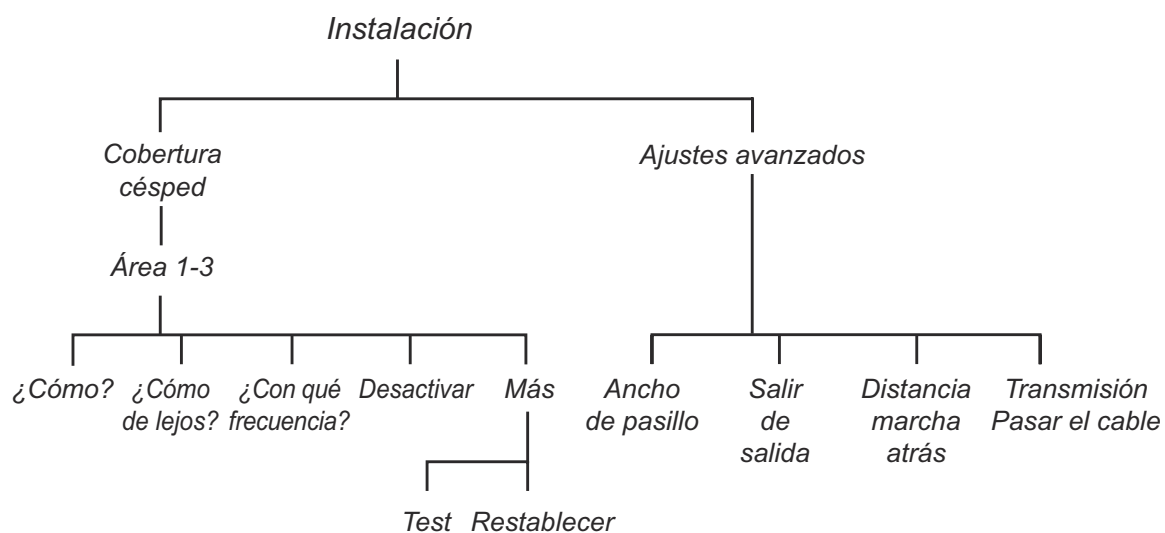 Instalación
Cobertura
césped
Ajustes avanzados
Área 1-3
¿Cómo?
¿Cómo
de lejos?
¿Con qué
frecuencia?
Desactivar
Más
Ancho
de pasillo
Salir
de
salida
Distancia
marcha
atrás
Transmisión
Pasar el cable
Test
Restablecer